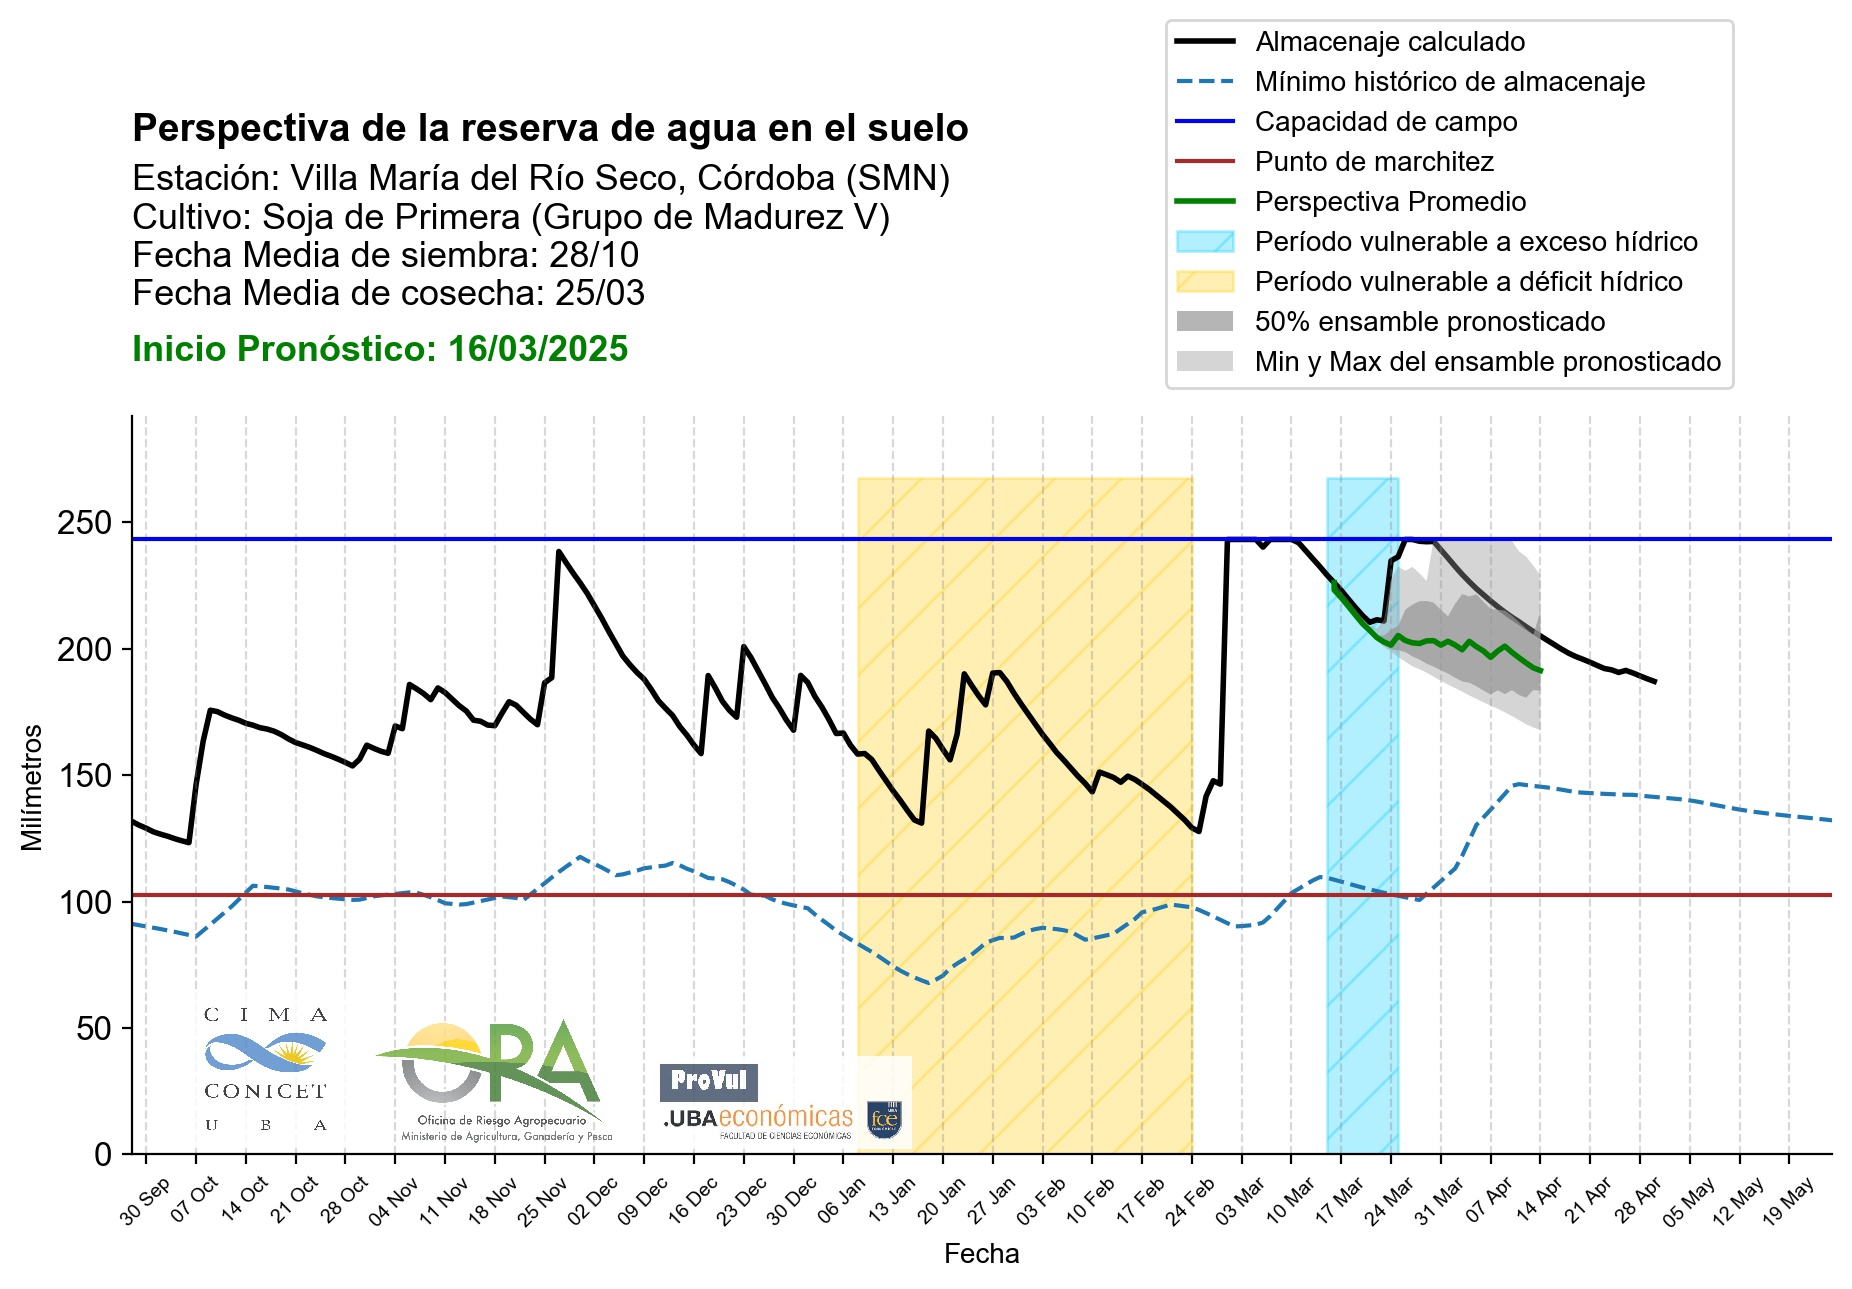 Almacenaje calculado
Mínimo histórico de almacenaje
Capacidad de campo
Punto de marchitez
Perspectiva Promedio
Período vulnerable a exceso hídrico
Período vulnerable a déficit hídrico
50% ensamble pronosticado
Min y Max del ensamble pronosticado
Perspectiva de la reserva de agua en el suelo
Estación: Villa María del Río Seco, Córdoba (SMN)
Cultivo: Soja de Primera (Grupo de Madurez V)
Fecha Media de siembra: 28/10
Fecha Media de cosecha: 25/03
Inicio Pronóstico: 16/03/2025
250
200
150
100
50
0
Milímetros
CIMA
CONICET
UBA
ORA
Oficina de Riesgo Agropecuario
Ministerio de Agricultura, Ganadería y Pesca
ProVul
.UBAeconómicas
FACULTAD DE CIENCIAS ECONÓMICAS
fce
30 Sep
07 Oct
14 Oct
21 Oct
28 Oct
04 Nov
11 Nov
18 Nov
25 Nov
02 Dec
09 Dec
16 Dec
23 Dec
30 Dec
06 Jan
13 Jan
20 Jan
27 Jan
03 Feb
10 Feb
17 Feb
24 Feb
03 Mar
10 Mar
17 Mar
24 Mar
31 Mar
07 Apr
14 Apr
21 Apr
28 Apr
05 May
12 May
19 May
Fecha